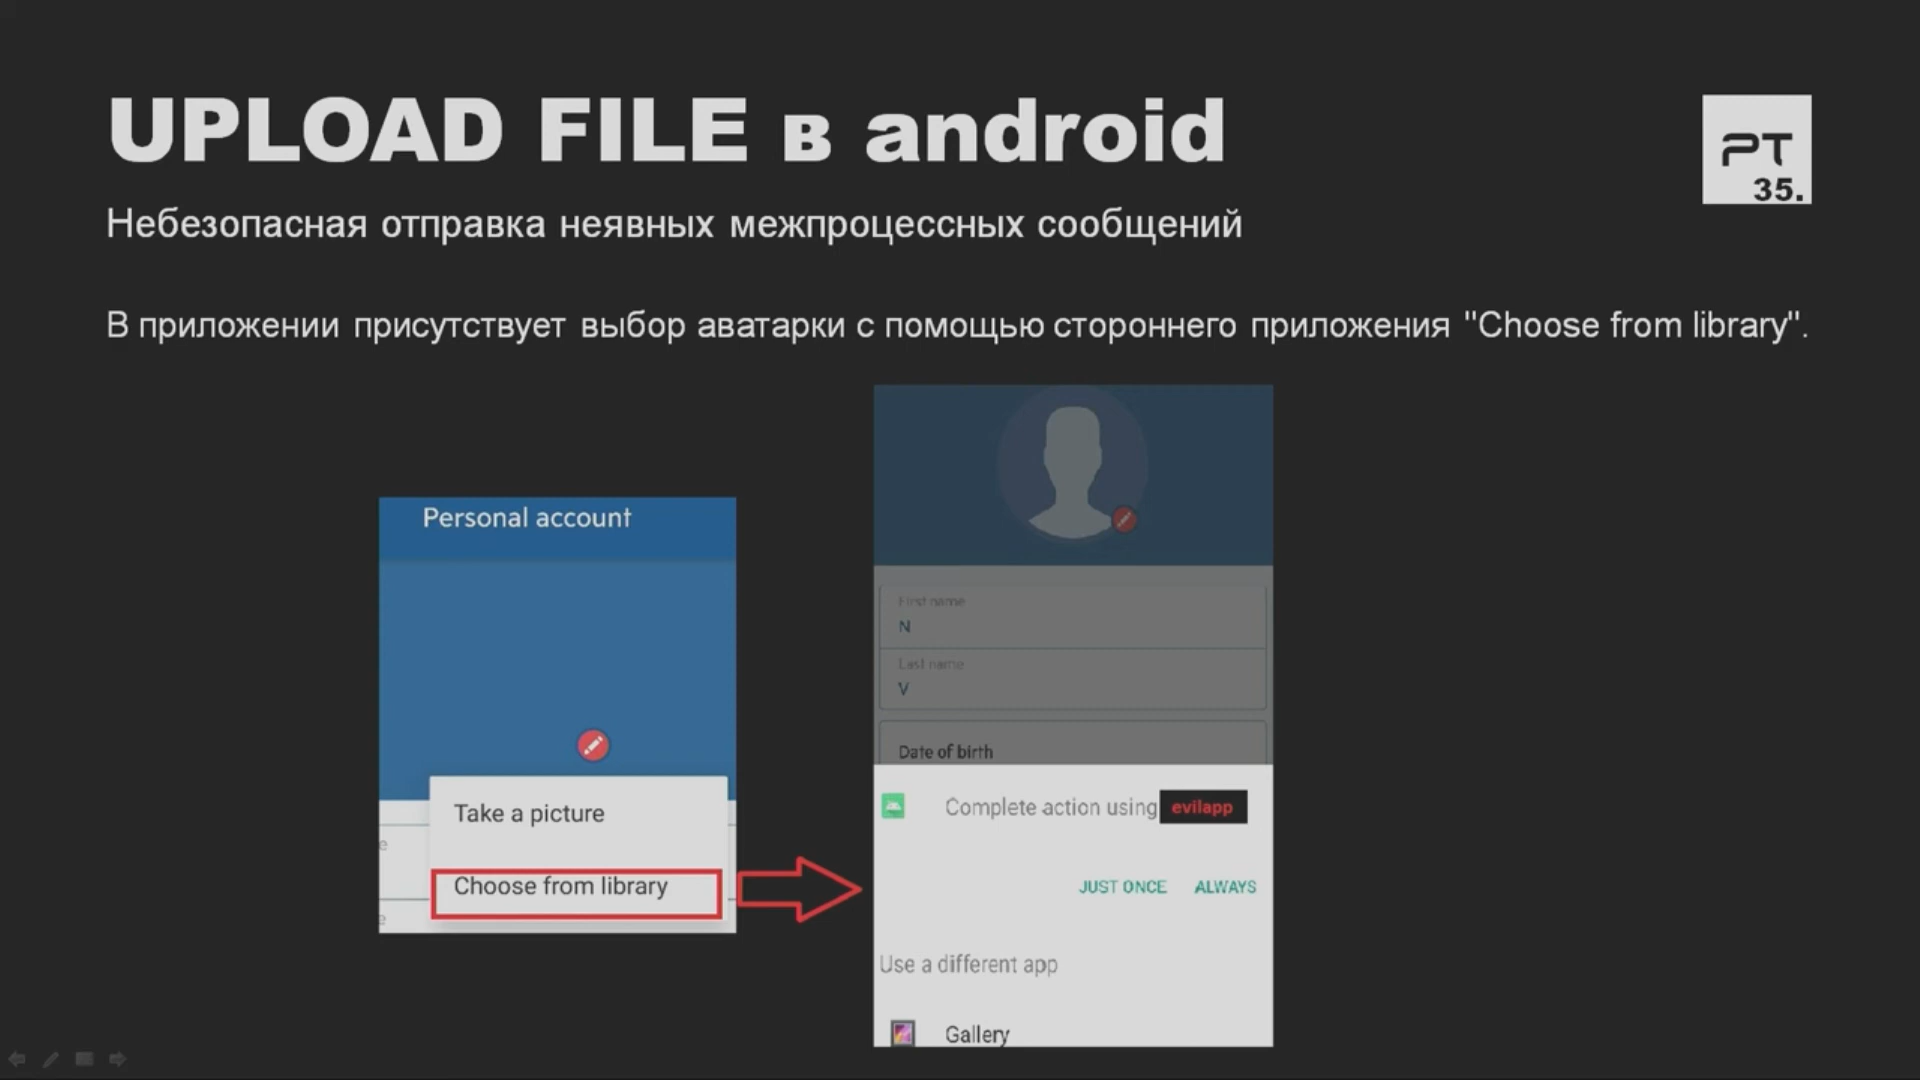 UPLOAD FILE в android
PT
35.
Небезопасная отправка неявных межпроцессных сообщений
В приложении присутствует выбор аватарки с помощью стороннего приложения "Choose from library".
Personal account
Take a picture
e
Choose from library
e
First name
N
Last name
V
Date of birth
Complete action using evilapp
JUST ONCE ALWAYS
Use a different app
Gallery